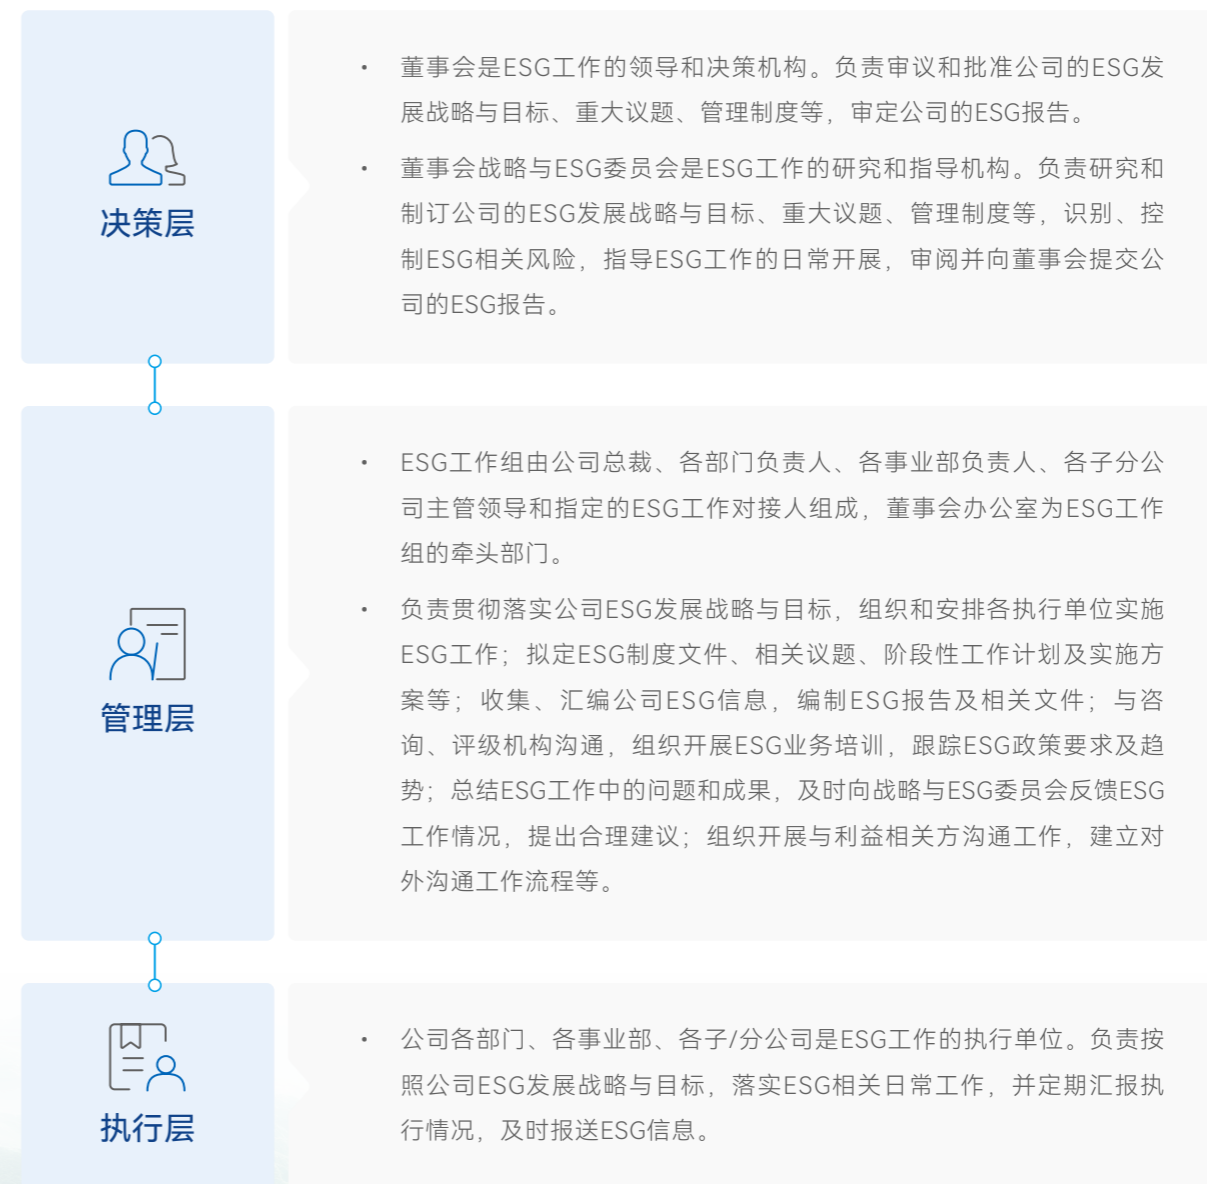 决策层
• 董事会是ESG工作的领导和决策机构。负责审议和批准公司的ESG发
展战略与目标、重大议题、管理制度等，审定公司的ESG报告。
• 董事会战略与ESG委员会是ESG工作的研究和指导机构。负责研究和
制订公司的ESG发展战略与目标、重大议题、管理制度等，识别、控
制ESG相关风险，指导ESG工作的日常开展，审阅并向董事会提交公
司的ESG报告。
管理层
• ESG工作组由公司总裁、各部门负责人、各事业部负责人、各子分公
司主管领导和指定的ESG工作对接人组成，董事会办公室为ESG工作
组的牵头部门。
• 负责贯彻落实公司ESG发展战略与目标，组织和安排各执行单位实施
ESG工作；拟定ESG制度文件、相关议题、阶段性工作计划及实施方
案等；收集、汇编公司ESG信息，编制ESG报告及相关文件；与咨
询、评级机构沟通，组织开展ESG业务培训，跟踪ESG政策要求及趋
势；总结ESG工作中的问题和成果，及时向战略与ESG委员会反馈ESG
工作情况，提出合理建议；组织开展与利益相关方沟通工作，建立对
外沟通工作流程等。
执行层
• 公司各部门、各事业部、各子/分公司是ESG工作的执行单位。负责按
照公司ESG发展战略与目标，落实ESG相关日常工作，并定期汇报执
行情况，及时报送ESG信息。